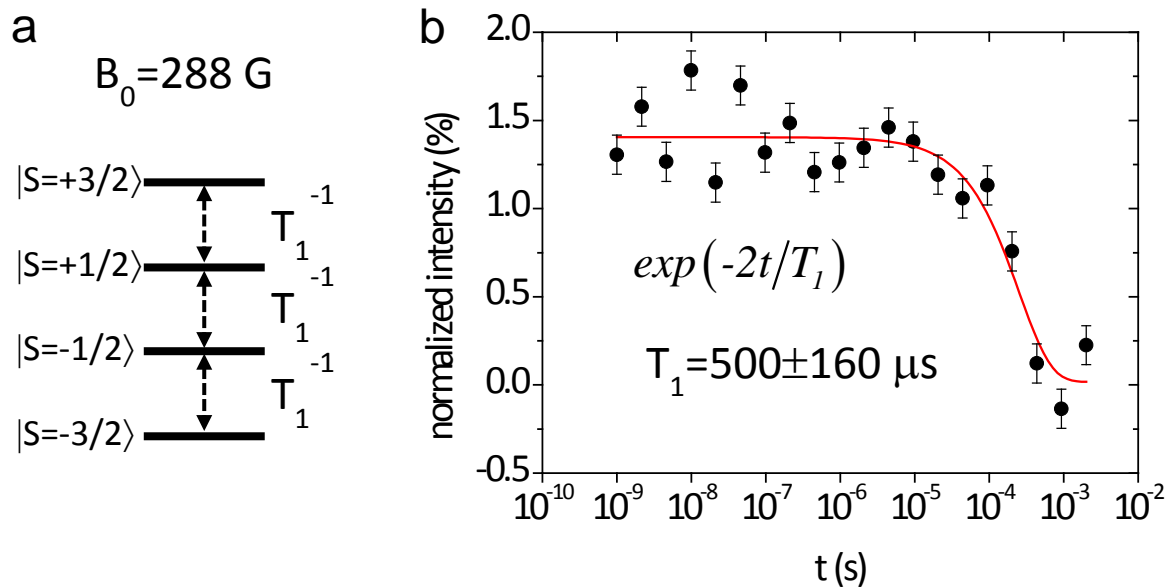 a
B₀=288 G
|S=+3/2⟩
T₁⁻¹
|S=+1/2⟩
T₁⁻¹
|S=-1/2⟩
T₁⁻¹
|S=-3/2⟩
b
2.0
1.5
1.0
0.5
0.0
-0.5
normalized intensity (%)
exp(-2t/T₁)
T₁=500±160 μs
10⁻¹⁰ 10⁻⁹ 10⁻⁸ 10⁻⁷ 10⁻⁶ 10⁻⁵ 10⁻⁴ 10⁻³ 10⁻²
t (s)